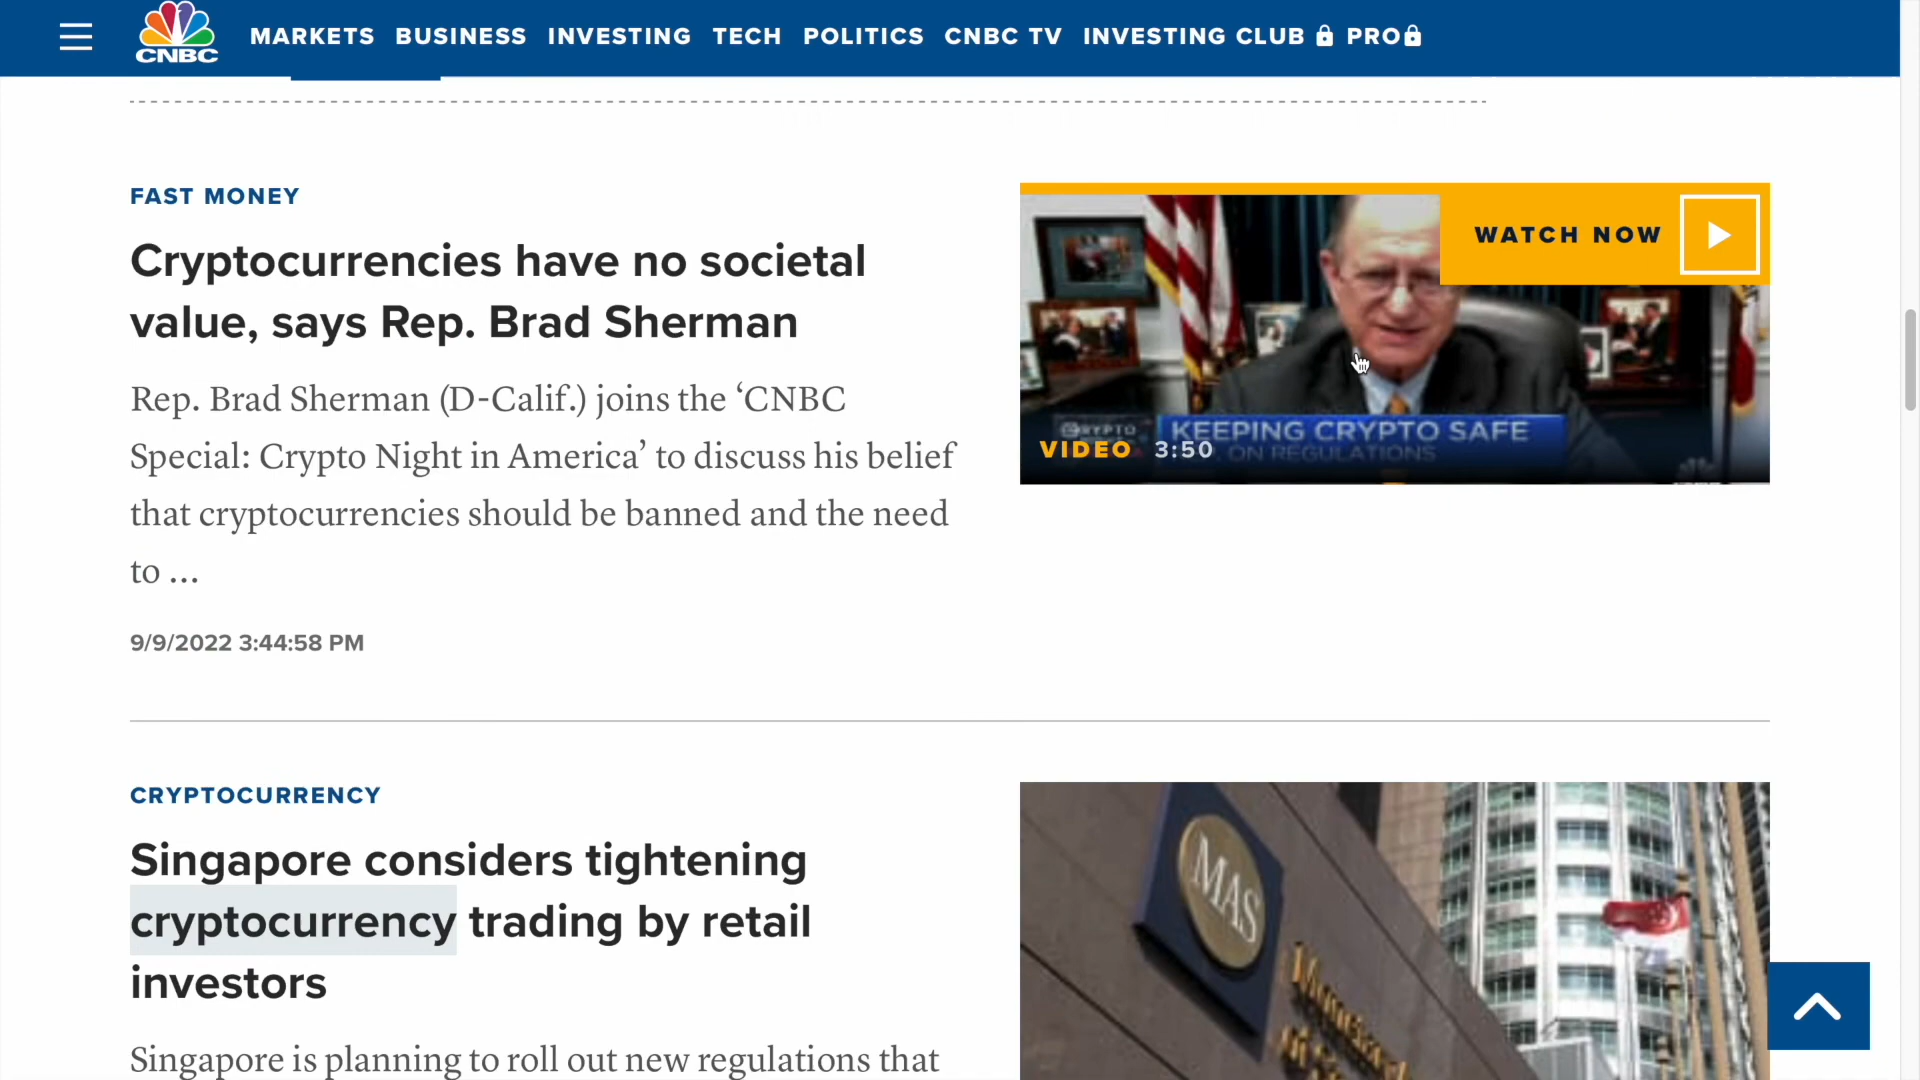 CNBC
MARKETS BUSINESS INVESTING TECH POLITICS CNBC TV INVESTING CLUB PRO
FAST MONEY
Cryptocurrencies have no societal
value, says Rep. Brad Sherman
Rep. Brad Sherman (D-Calif.) joins the ‘CNBC
Special: Crypto Night in America’ to discuss his belief
that cryptocurrencies should be banned and the need
to ...
9/9/2022 3:44:58 PM
WATCH NOW
CRYPTO
KEEPING CRYPTO SAFE
ON REGULATIONS
VIDEO 3:50
CRYPTOCURRENCY
Singapore considers tightening
cryptocurrency trading by retail
investors
Singapore is planning to roll out new regulations that
MAS